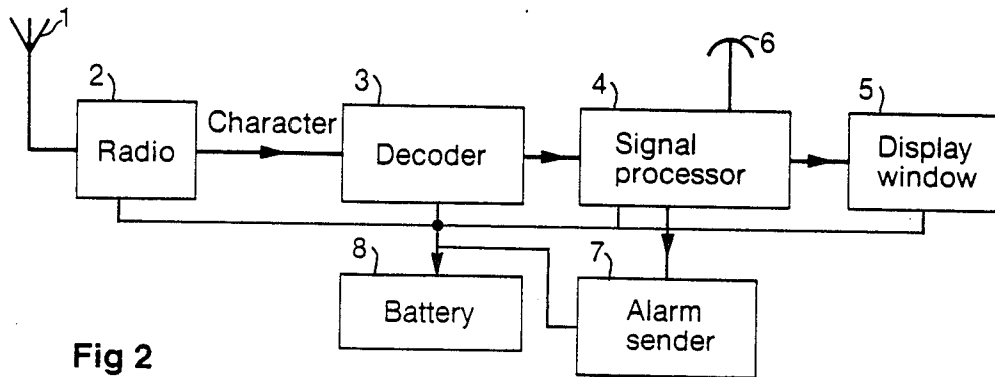 1
6
2
3
4
5
Character
Radio
Decoder
Signal
processor
Display
window
8
7
Battery
Alarm
sender
Fig 2